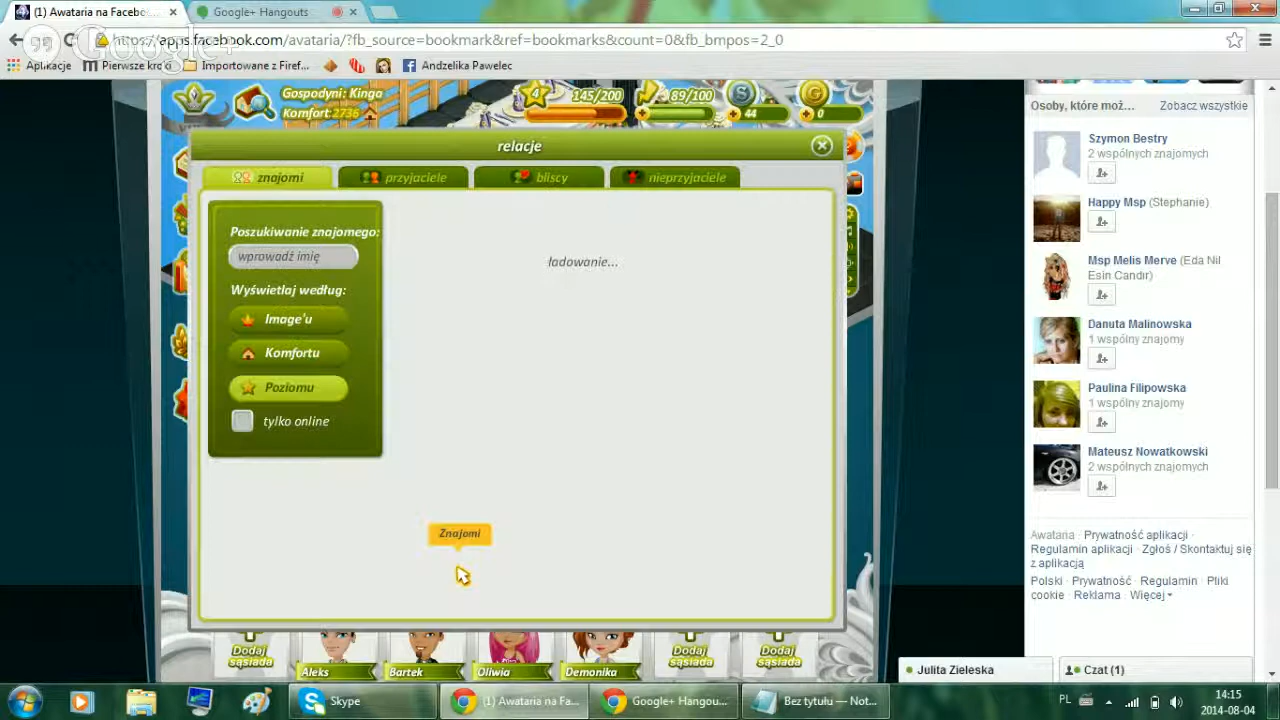 (1) Awataria na Facebo...
Google+ Hangouts
https://apps.facebook.com/avataria/?fb_source=bookmark&ref=bookmarks&count=0&fb_bmpos=2_0
Google+
Aplikacje
Pierwsze kroki
Importowane z Firef...
Andzelika Pawelec
Gospodyni: Kinga
Komfort:2736
4
145/200
89/100
S
44
G
0
relacje
znajomi
przyjaciele
bliscy
nieprzyjaciele
Poszukiwanie znajomego:
wprowadź imię
Wyświetlaj według:
Image'u
Komfortu
Poziomu
tylko online
ładowanie...
Znajomi
Dodaj
sąsiada
Aleks
Bartek
Oliwia
Demonika
Dodaj
sąsiada
Dodaj
sąsiada
Osoby, które moż...
Zobacz wszystkie
Szymon Bestry
2 wspólnych znajomych
Happy Msp (Stephanie)
Msp Melis Merve (Eda Nil
Esin Candır)
Danuta Malinowska
1 wspólny znajomy
Paulina Filipowska
1 wspólny znajomy
Mateusz Nowatkowski
2 wspólnych znajomych
Awataria · Prywatność aplikacji ·
Regulamin aplikacji · Zgłoś / Skontaktuj się
z aplikacją
Polski · Prywatność · Regulamin · Pliki
cookie · Reklama · Więcej
Julita Zieleska
Czat (1)
Skype
(1) Awataria na Fa...
Google+ Hangou...
Bez tytułu — Not...
PL
14:15
2014-08-04